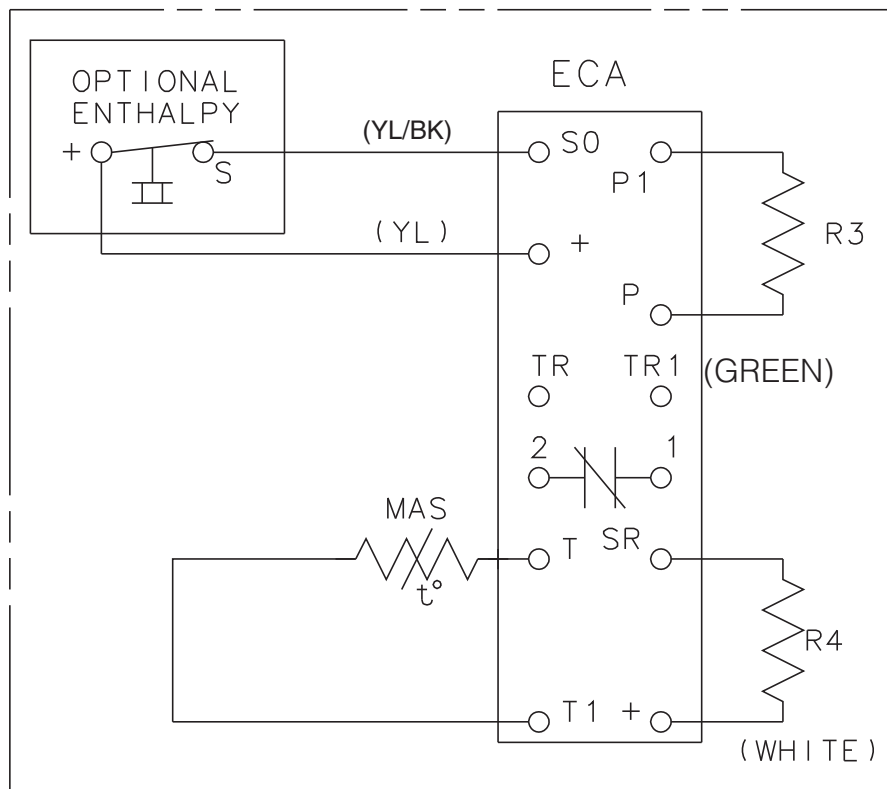 OPTIONAL
ENTHALPY
ECA
(YL/BK)
+
S
S0
P1
R3
(YL)
+
P
TR
TR1
(GREEN)
2
1
MAS
t°
T
SR
R4
T1
+
(WHITE)